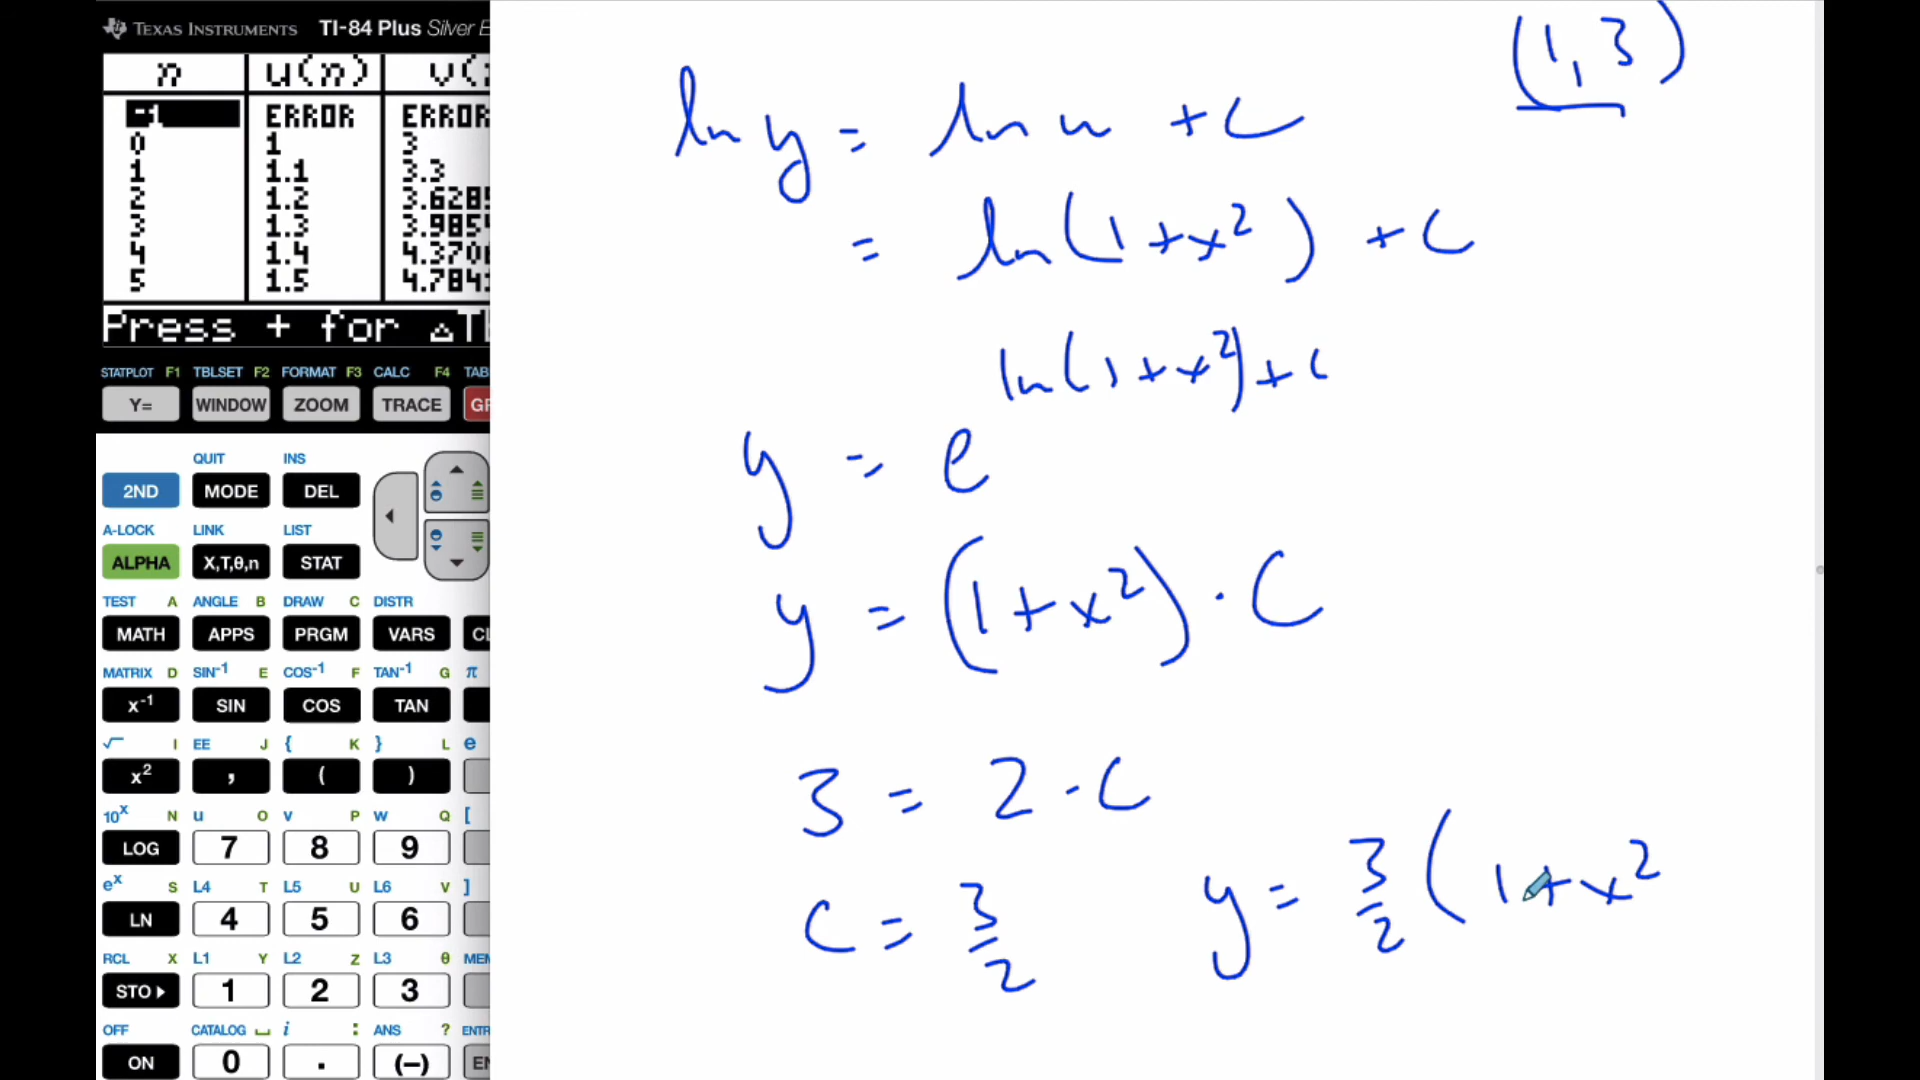 TEXAS INSTRUMENTS TI-84 Plus Silver E
n u(n) v(
-1 ERROR ERROR
0 1 3
1 1.1 3.3
2 1.2 3.628
3 1.3 3.985
4 1.4 4.370
5 1.5 4.784
Press + for △T
STATPLOT F1 TBLSET F2 FORMAT F3 CALC F4 TAB
Y= WINDOW ZOOM TRACE GR
QUIT INS
2ND MODE DEL
A-LOCK LINK LIST
ALPHA X,T,θ,n STAT
TEST A ANGLE B DRAW C DISTR
MATH APPS PRGM VARS CL
MATRIX D SIN⁻¹ E COS⁻¹ F TAN⁻¹ G π
x⁻¹ SIN COS TAN
√ I EE J { K } L e
x² , ( )
10ˣ N u O v P w Q [
LOG 7 8 9
eˣ S L4 T L5 U L6 V ]
LN 4 5 6
RCL X L1 Y L2 Z L3 θ MEM
STO▶ 1 2 3
OFF CATALOG ⎵ i : ANS ? ENTR
ON 0 . (–) EN
(1,3)
ln y = ln u + c
= ln(1+x²) + c
ln(1+x²)+c
y = e
y = (1+x²) · C
3 = 2 · C
C = 3/2 y = 3/2 (1+x²